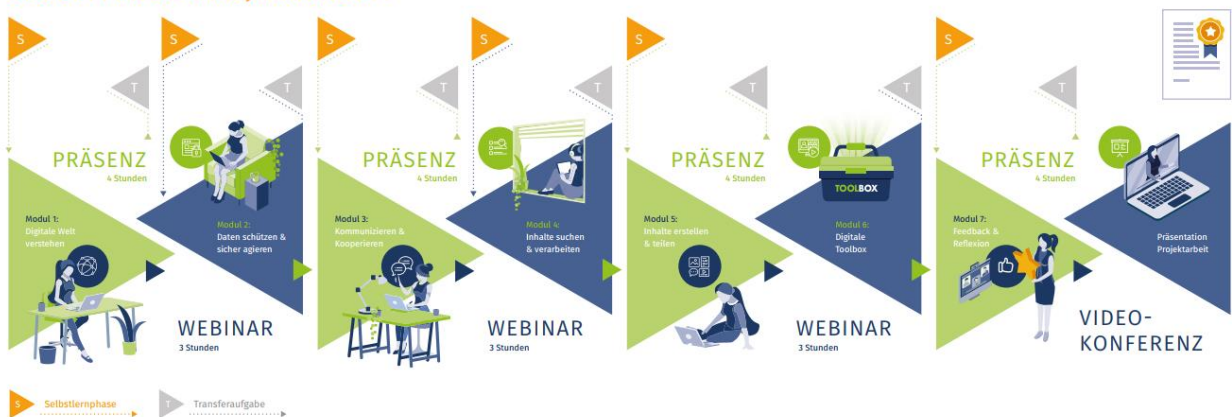 S
S
S
S
S
S
T
T
T
T
T
T
T
PRÄSENZ
4 Stunden
Modul 1:
Digitale Welt
verstehen
Modul 2:
Daten schützen &
sicher agieren
WEBINAR
3 Stunden
PRÄSENZ
4 Stunden
Modul 3:
Kommunizieren &
Kooperieren
Modul 4:
Inhalte suchen
& verarbeiten
WEBINAR
3 Stunden
PRÄSENZ
4 Stunden
Modul 5:
Inhalte erstellen
& teilen
TOOLBOX
Modul 6:
Digitale
Toolbox
WEBINAR
3 Stunden
PRÄSENZ
4 Stunden
Modul 7:
Feedback &
Reflexion
Präsentation
Projektarbeit
VIDEO-
KONFERENZ
S Selbstlernphase
T Transferaufgabe